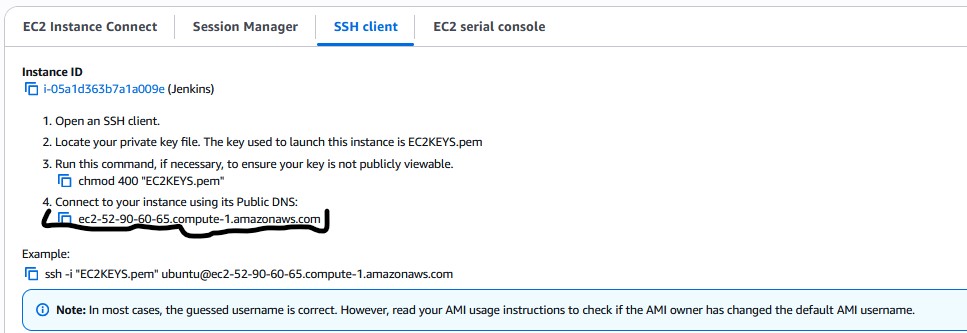 EC2 Instance Connect Session Manager SSH client EC2 serial console
Instance ID
i-05a1d363b7a1a009e (Jenkins)
1. Open an SSH client.
2. Locate your private key file. The key used to launch this instance is EC2KEYS.pem
3. Run this command, if necessary, to ensure your key is not publicly viewable.
chmod 400 "EC2KEYS.pem"
4. Connect to your instance using its Public DNS:
ec2-52-90-60-65.compute-1.amazonaws.com
Example:
ssh -i "EC2KEYS.pem" ubuntu@ec2-52-90-60-65.compute-1.amazonaws.com
Note: In most cases, the guessed username is correct. However, read your AMI usage instructions to check if the AMI owner has changed the default AMI username.